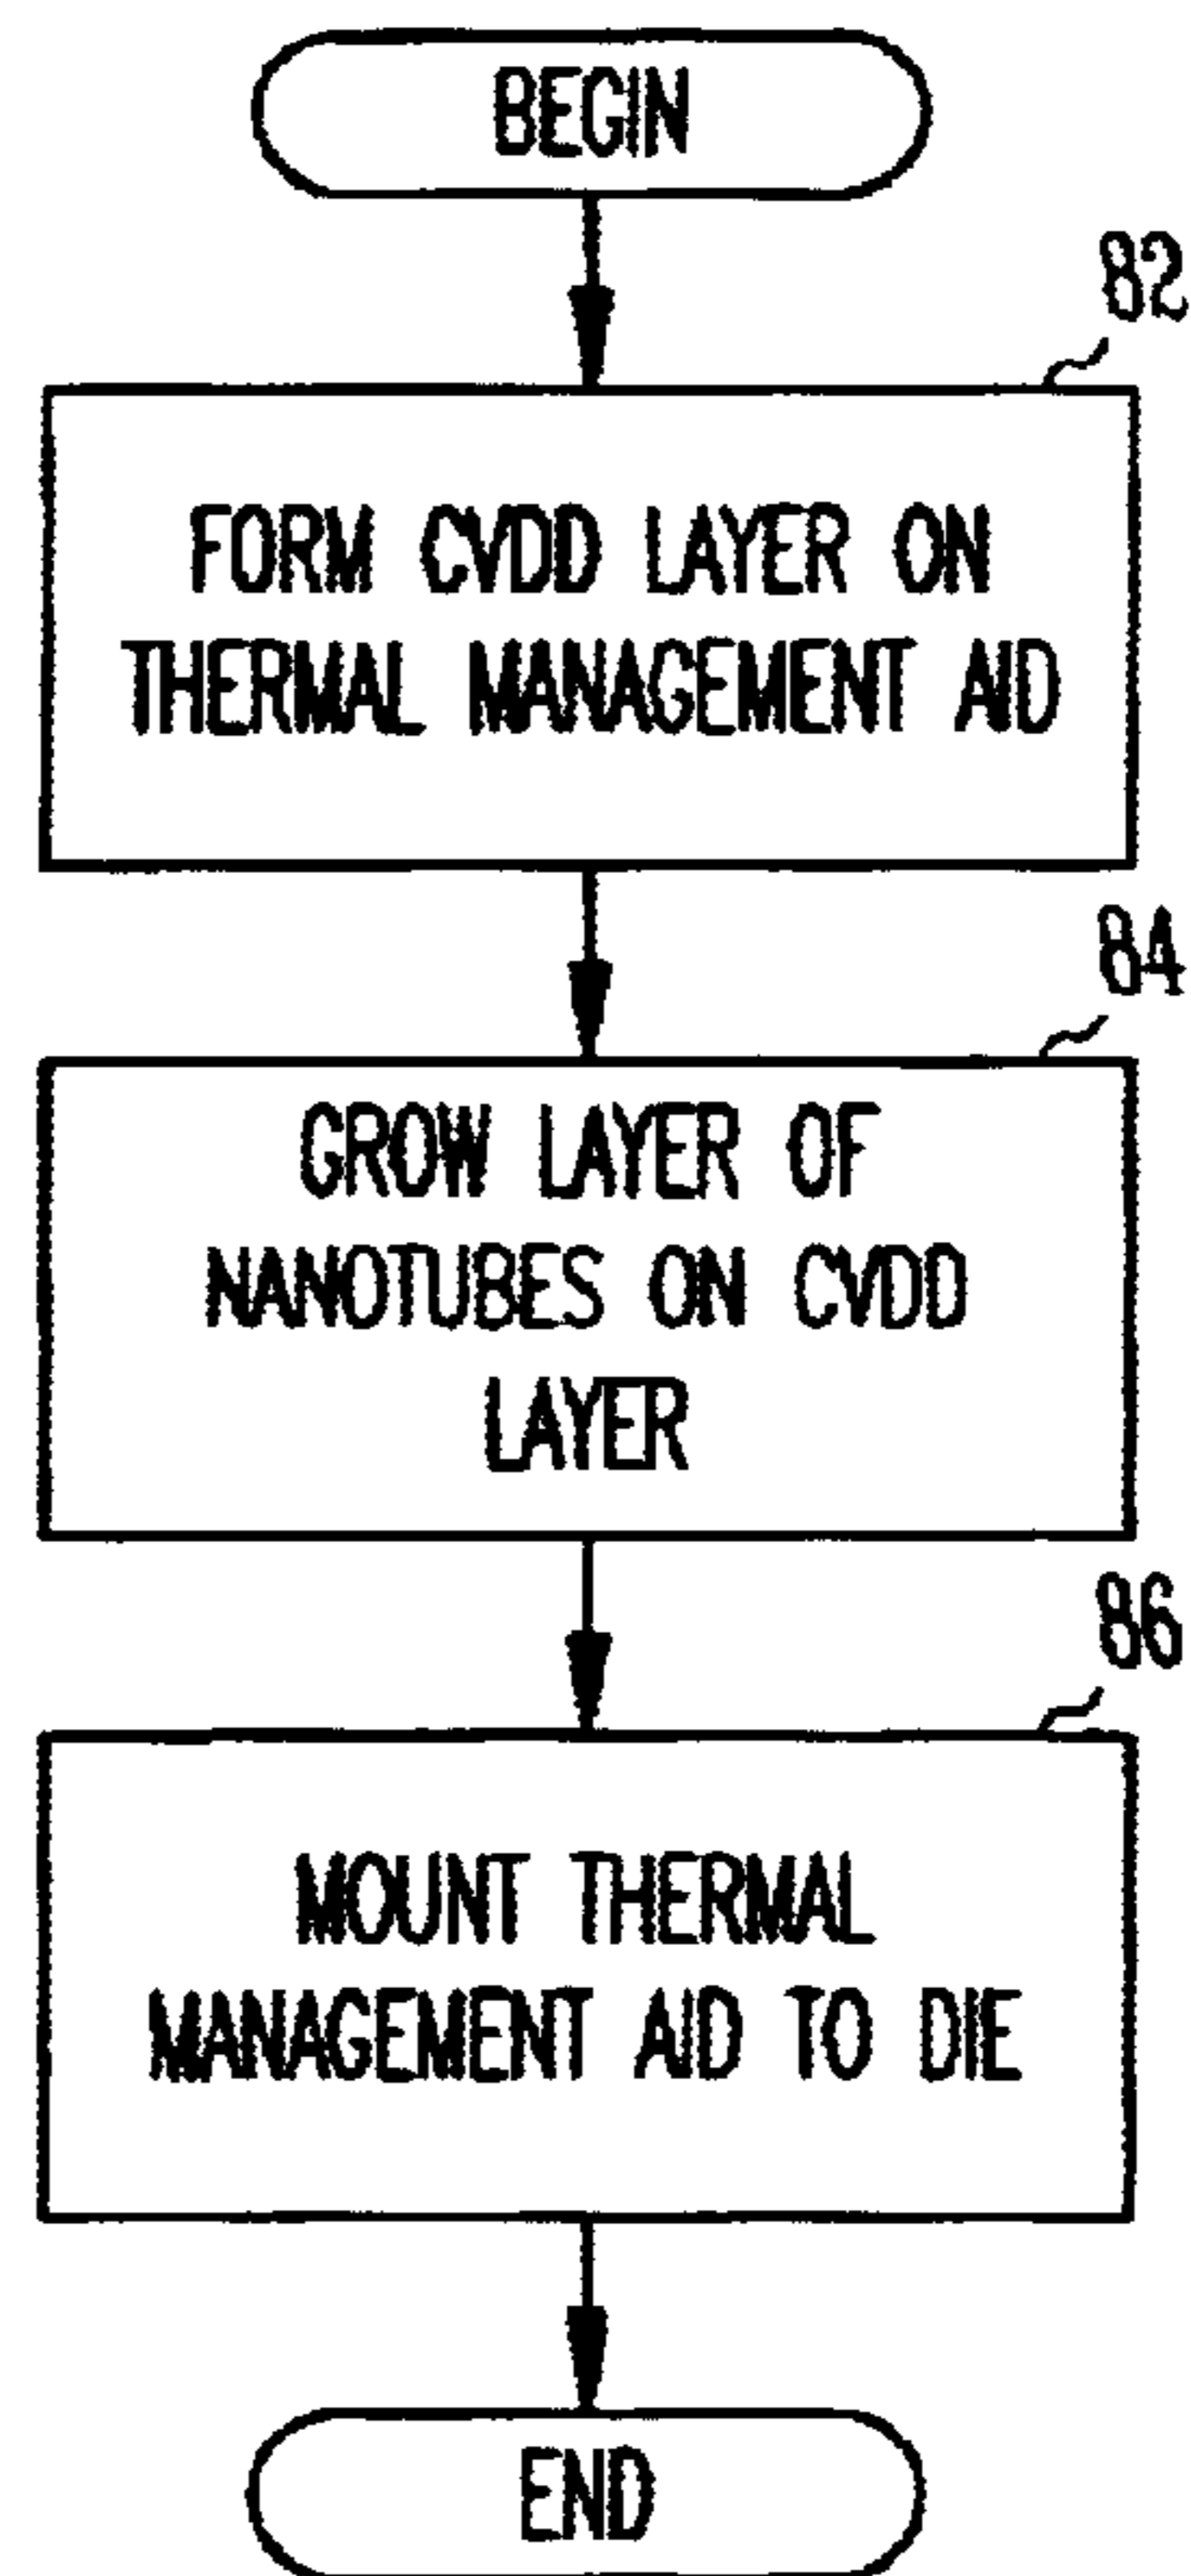 BEGIN
82
FORM CVDD LAYER ON
THERMAL MANAGEMENT AID
84
GROW LAYER OF
NANOTUBES ON CVDD
LAYER
86
MOUNT THERMAL
MANAGEMENT AID TO DIE
END